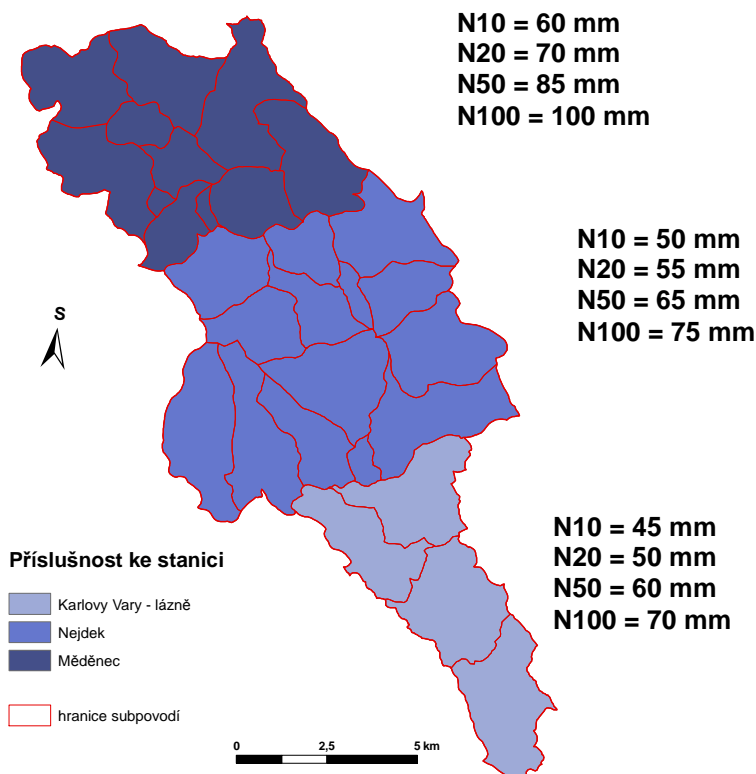 N10 = 60 mm
N20 = 70 mm
N50 = 85 mm
N100 = 100 mm
N10 = 50 mm
N20 = 55 mm
N50 = 65 mm
N100 = 75 mm
S
N10 = 45 mm
N20 = 50 mm
N50 = 60 mm
N100 = 70 mm
Příslušnost ke stanici
Karlovy Vary - lázně
Nejdek
Měděnec
hranice subpovodí
0 2,5 5 km